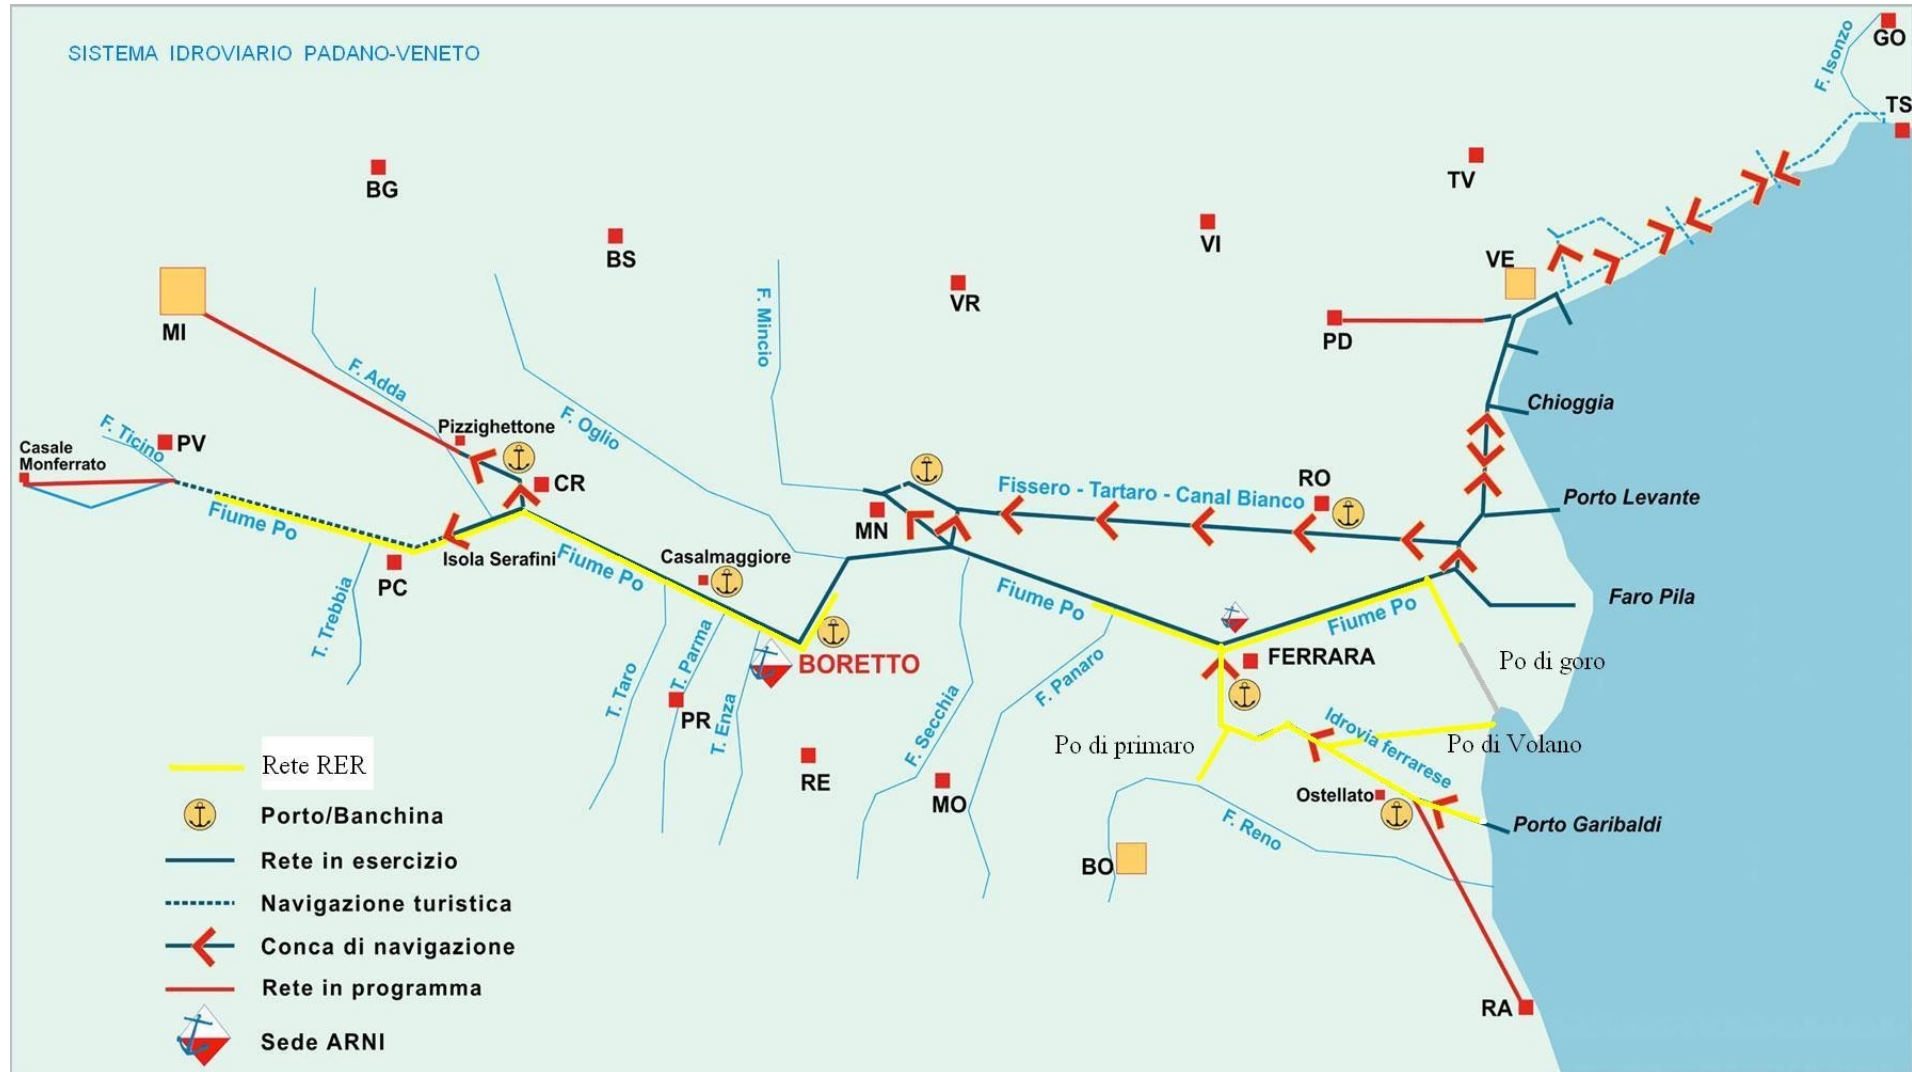 SISTEMA IDROVIARIO PADANO-VENETO
GO
F. Isonzo
TS
BG
TV
BS
VI
VE
VR
MI
F. Mincio
PD
F. Adda
F. Oglio
Chioggia
Pizzighettone
F. Ticino
PV
Casale
Monferrato
CR
Fissero - Tartaro - Canal Bianco
RO
Porto Levante
MN
Fiume Po
Isola Serafini
Fiume Po
Casalmaggiore
PC
Fiume Po
Fiume Po
Faro Pila
T. Trebbia
T. Parma
BORETTO
FERRARA
Po di goro
T. Taro
PR
T. Enza
F. Secchia
F. Panaro
Idrovia ferrarese
Po di primaro
Po di Volano
Rete RER
RE
MO
Ostellato
Porto Garibaldi
F. Reno
BO
Porto/Banchina
Rete in esercizio
Navigazione turistica
Conca di navigazione
Rete in programma
RA
Sede ARNI